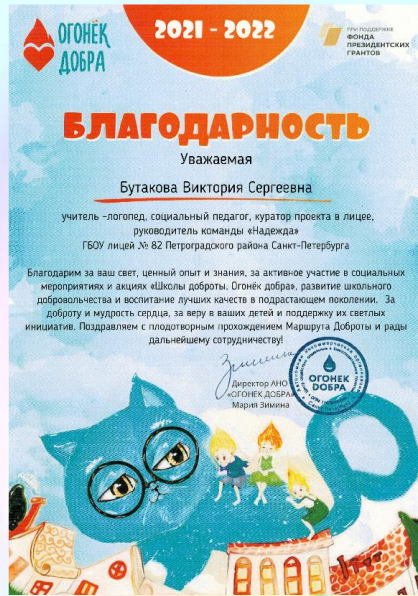 ОГОНЁК
ДОБРА
2021 - 2022
ПРИ ПОДДЕРЖКЕ
ФОНДА
ПРЕЗИДЕНТСКИХ
ГРАНТОВ
БЛАГОДАРНОСТЬ
Уважаемая
Бутакова Виктория Сергеевна
учитель -логопед, социальный педагог, куратор проекта в лицее,
руководитель команды «Надежда»
ГБОУ лицей № 82 Петроградского района Санкт-Петербурга
Благодарим за ваш свет, ценный опыт и знания, за активное участие в социальных
мероприятиях и акциях «Школы доброты. Огонёк добра», развитие школьного
добровольчества и воспитание лучших качеств в подрастающем поколении. За
доброту и мудрость сердца, за веру в ваших детей и поддержку их светлых
инициатив. Поздравляем с плодотворным прохождением Маршрута Доброты и рады
дальнейшему сотрудничеству!
Директор АНО
«ОГОНЕК ДОБРА»
Мария Зимина
ОГОНЕК
ДОБРА